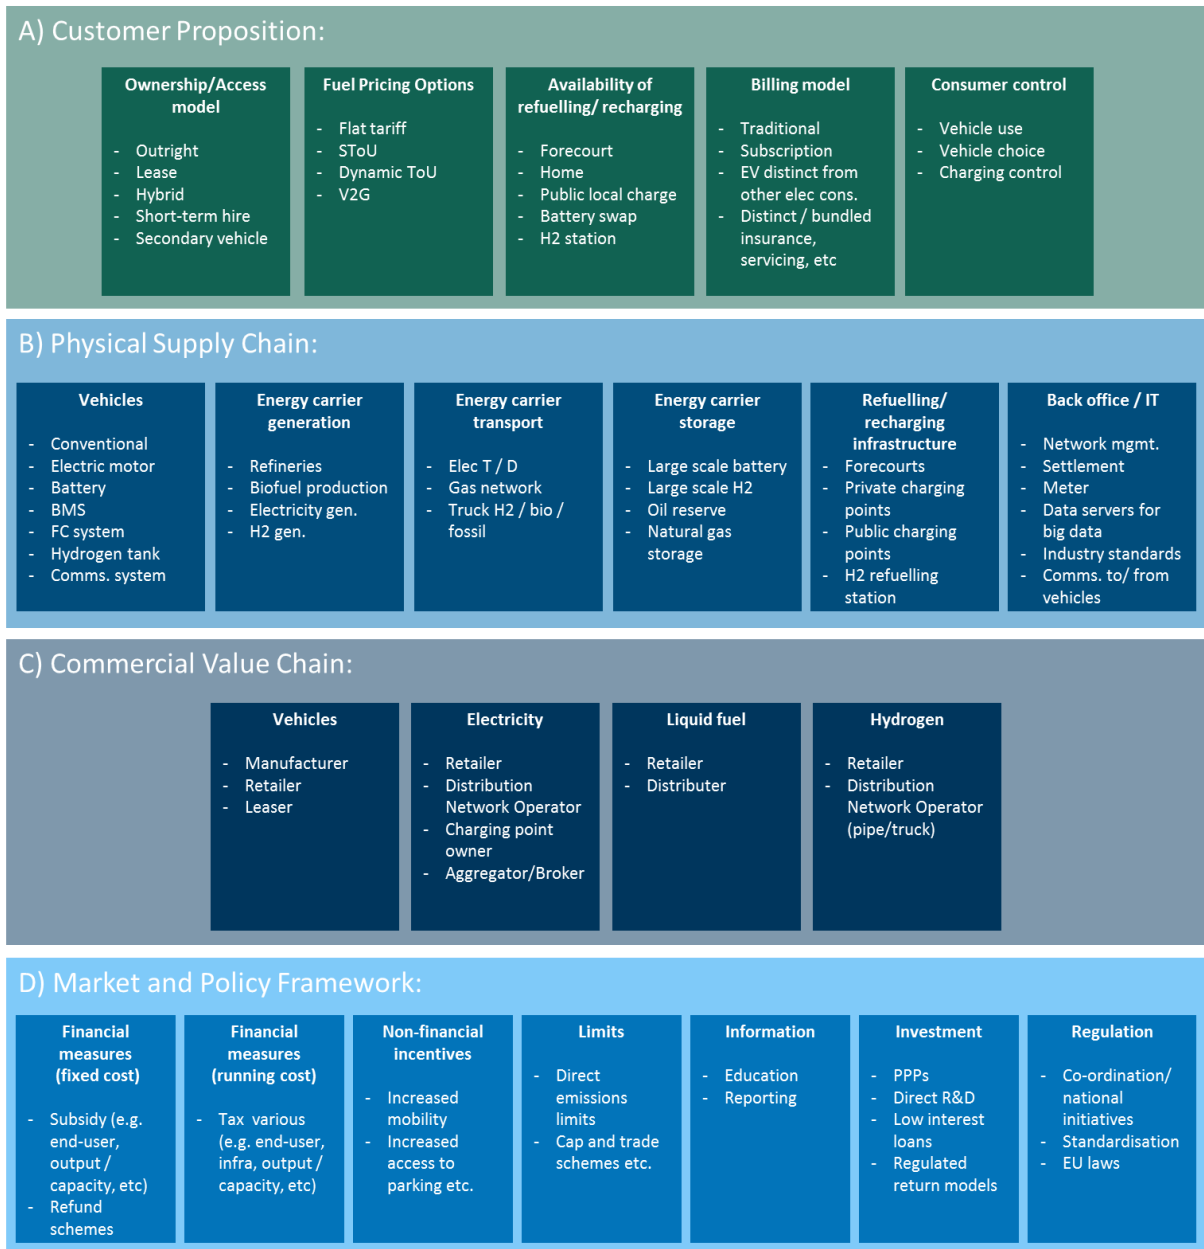 A) Customer Proposition:
Ownership/Access
model
- Outright
- Lease
- Hybrid
- Short-term hire
- Secondary vehicle
Fuel Pricing Options
- Flat tariff
- SToU
- Dynamic ToU
- V2G
Availability of
refuelling/ recharging
- Forecourt
- Home
- Public local charge
- Battery swap
- H2 station
Billing model
- Traditional
- Subscription
- EV distinct from
other elec cons.
- Distinct / bundled
insurance,
servicing, etc
Consumer control
- Vehicle use
- Vehicle choice
- Charging control
B) Physical Supply Chain:
Vehicles
- Conventional
- Electric motor
- Battery
- BMS
- FC system
- Hydrogen tank
- Comms. system
Energy carrier
generation
- Refineries
- Biofuel production
- Electricity gen.
- H2 gen.
Energy carrier
transport
- Elec T / D
- Gas network
- Truck H2 / bio /
fossil
Energy carrier
storage
- Large scale battery
- Large scale H2
- Oil reserve
- Natural gas
storage
Refuelling/
recharging
infrastructure
- Forecourts
- Private charging
points
- Public charging
points
- H2 refuelling
station
Back office / IT
- Network mgmt.
- Settlement
- Meter
- Data servers for
big data
- Industry standards
- Comms. to/ from
vehicles
C) Commercial Value Chain:
Vehicles
- Manufacturer
- Retailer
- Leaser
Electricity
- Retailer
- Distribution
Network Operator
- Charging point
owner
- Aggregator/Broker
Liquid fuel
- Retailer
- Distributer
Hydrogen
- Retailer
- Distribution
Network Operator
(pipe/truck)
D) Market and Policy Framework:
Financial
measures
(fixed cost)
- Subsidy (e.g.
end-user,
output /
capacity, etc)
- Refund
schemes
Financial
measures
(running cost)
- Tax various
(e.g. end-user,
infra, output /
capacity, etc)
Non-financial
incentives
- Increased
mobility
- Increased
access to
parking etc.
Limits
- Direct
emissions
limits
- Cap and trade
schemes etc.
Information
- Education
- Reporting
Investment
- PPPs
- Direct R&D
- Low interest
loans
- Regulated
return models
Regulation
- Co-ordination/
national
initiatives
- Standardisation
- EU laws